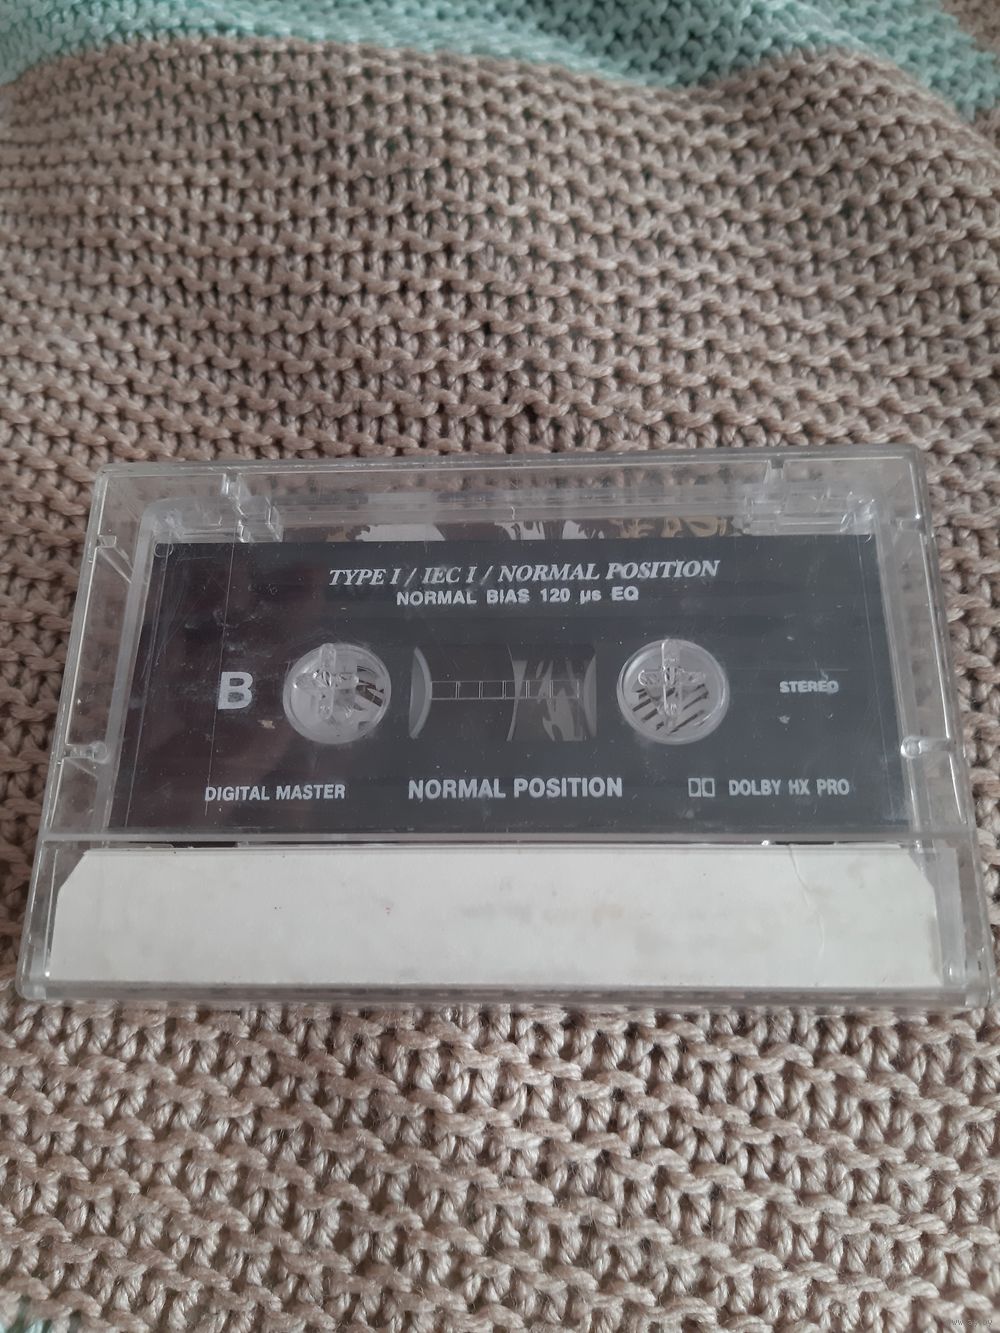 TYPE I / IEC I / NORMAL POSITION
NORMAL BIAS 120 µs EQ
B
STEREO
DIGITAL MASTER
NORMAL POSITION
DOLBY HX PRO